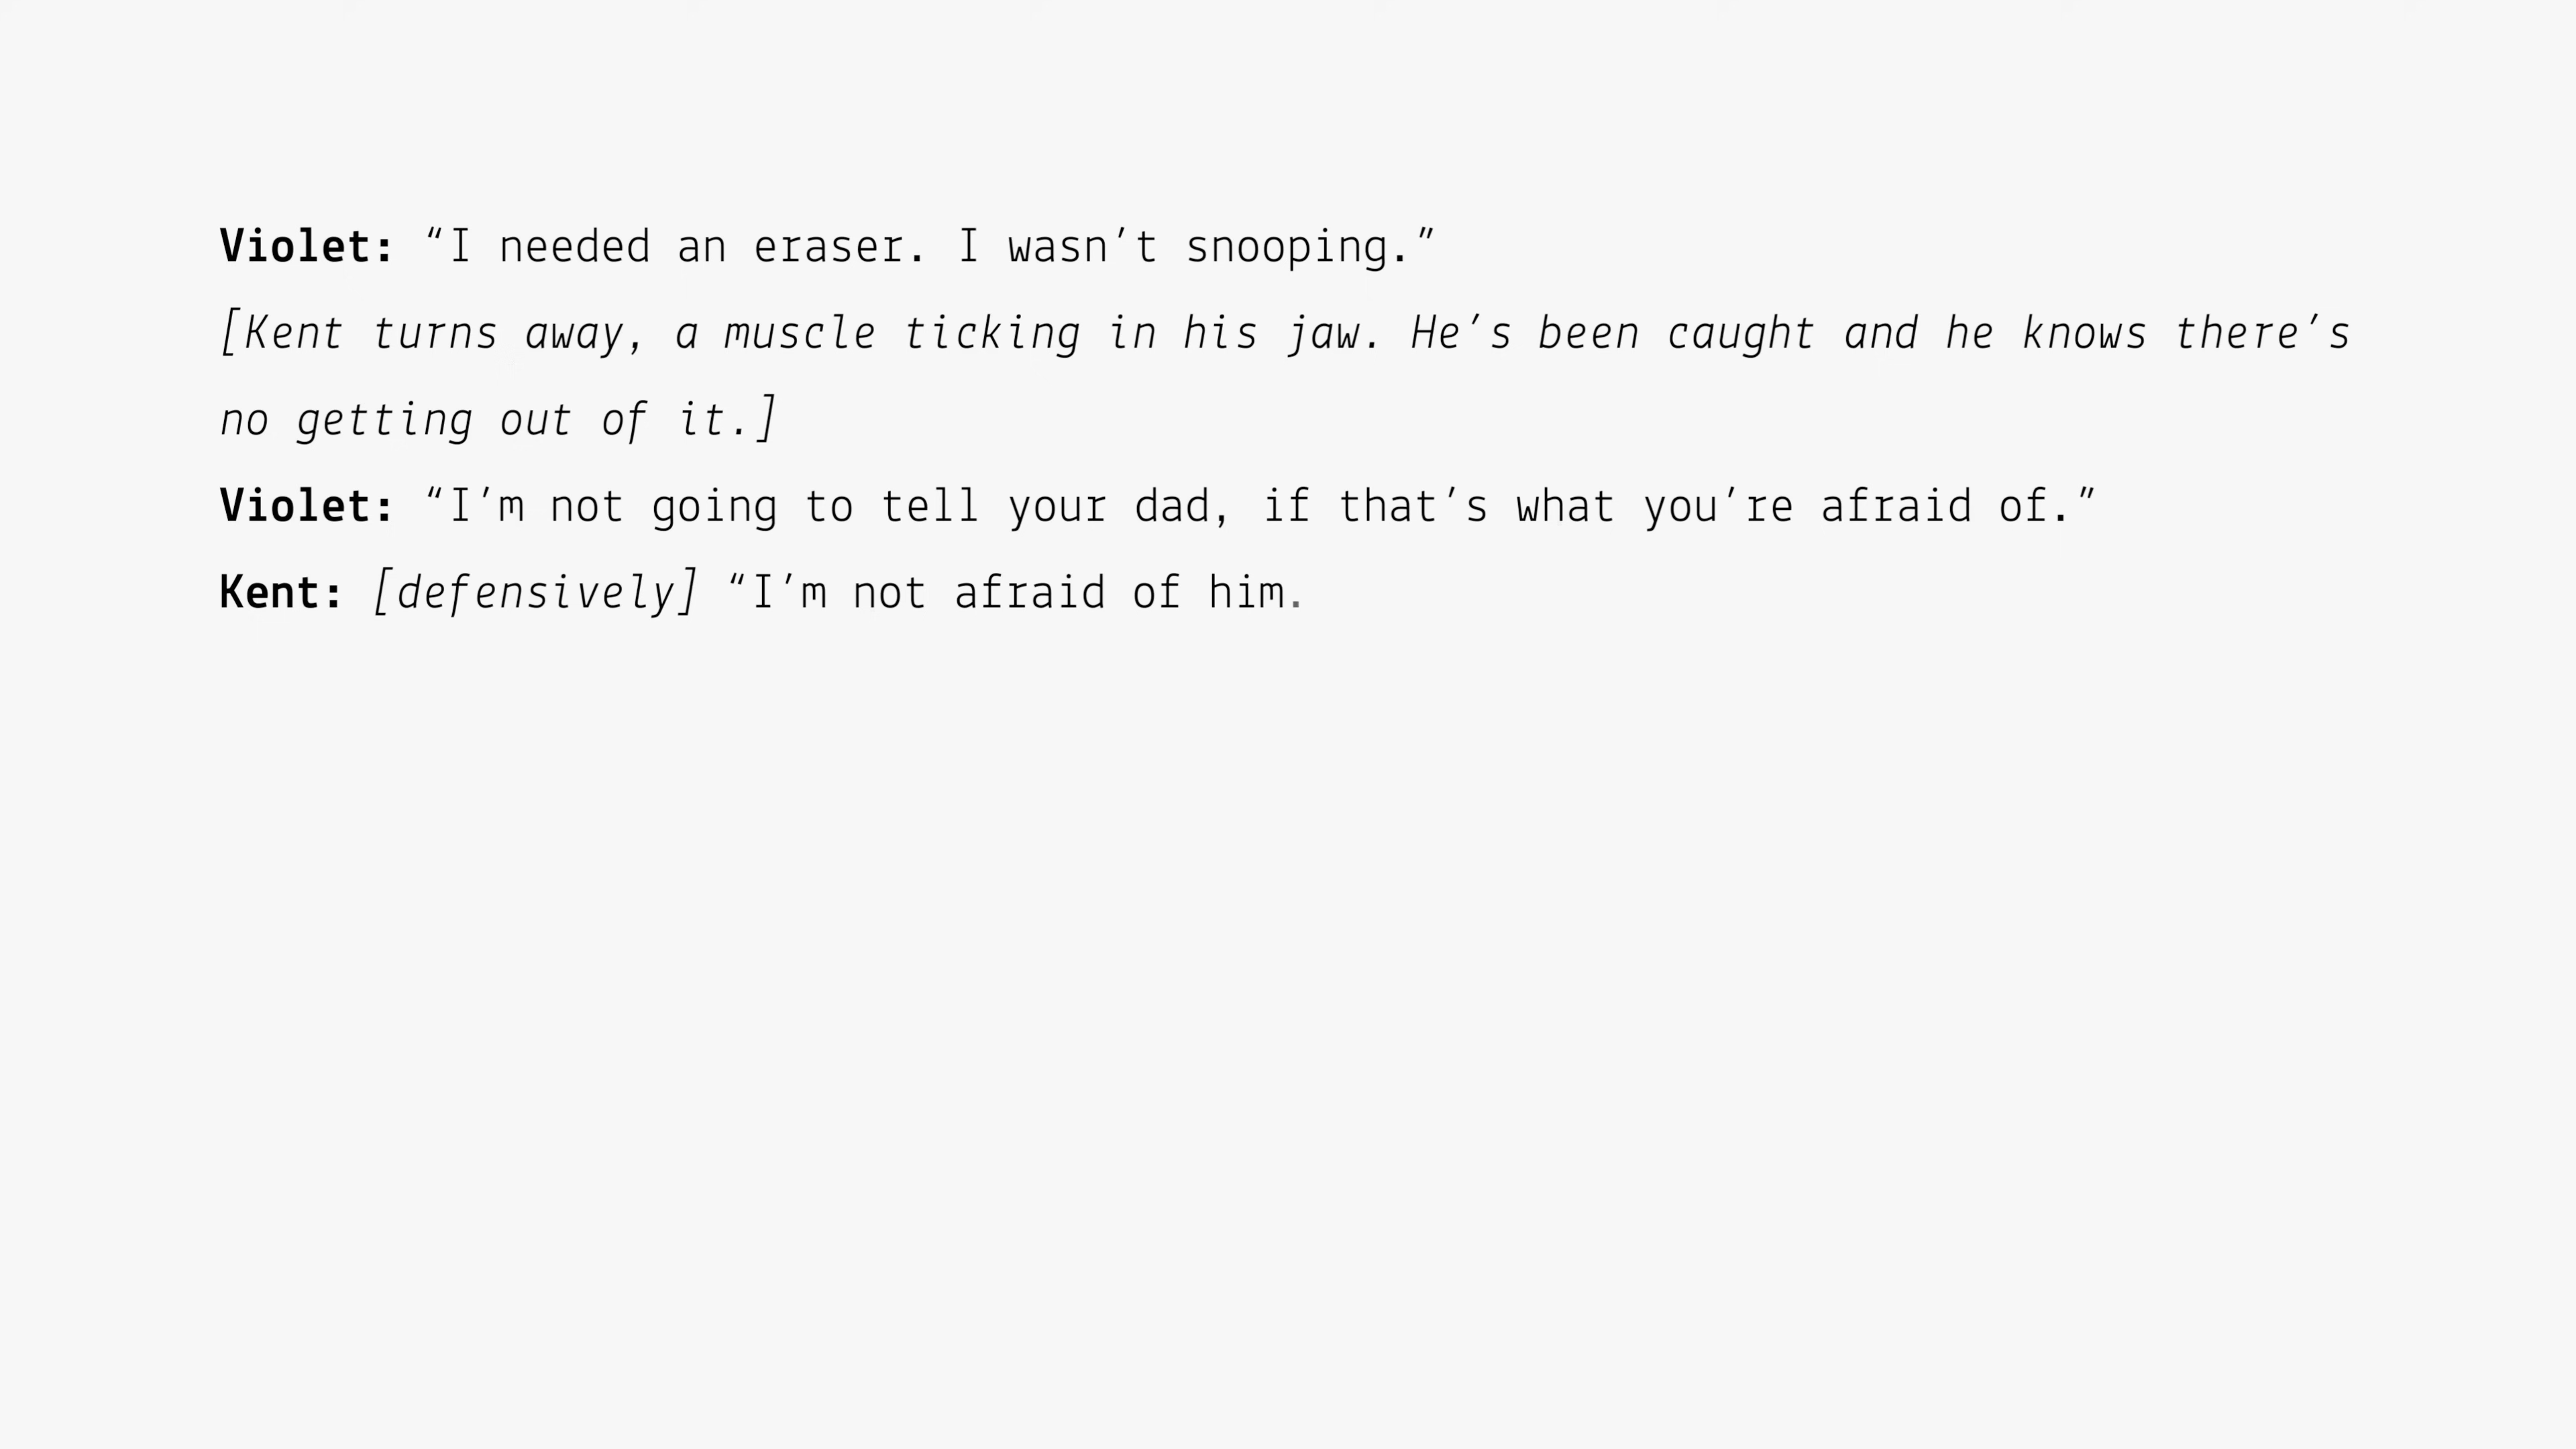 Violet: “I needed an eraser. I wasn’t snooping.”
[Kent turns away, a muscle ticking in his jaw. He’s been caught and he knows there’s
no getting out of it.]
Violet: “I’m not going to tell your dad, if that’s what you’re afraid of.”
Kent: [defensively] “I’m not afraid of him.